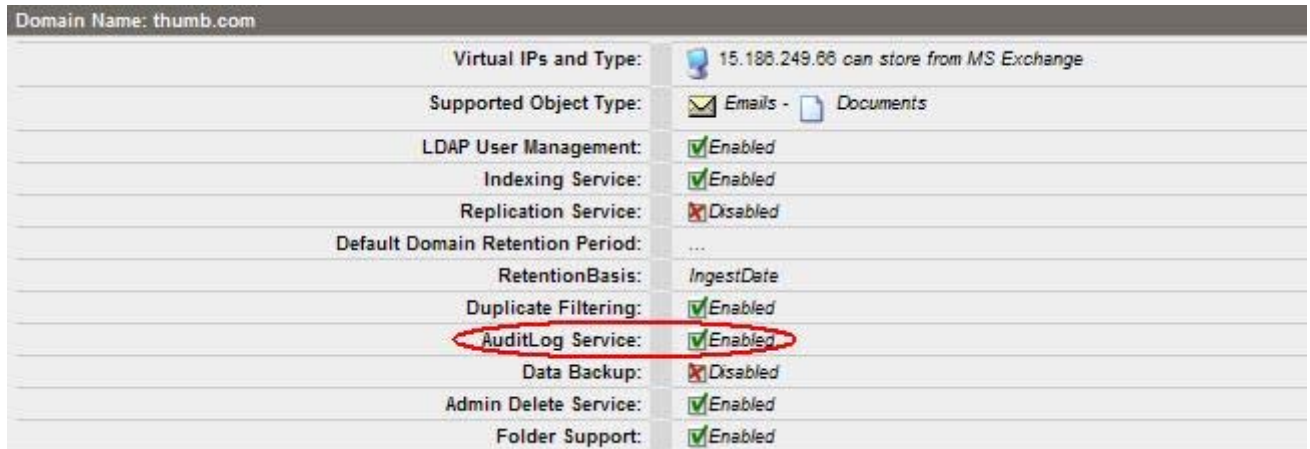 Domain Name: thumb.com
Virtual IPs and Type: 15.186.249.66 can store from MS Exchange
Supported Object Type: Emails - Documents
LDAP User Management: Enabled
Indexing Service: Enabled
Replication Service: Disabled
Default Domain Retention Period: ...
RetentionBasis: IngestDate
Duplicate Filtering: Enabled
AuditLog Service: Enabled
Data Backup: Disabled
Admin Delete Service: Enabled
Folder Support: Enabled